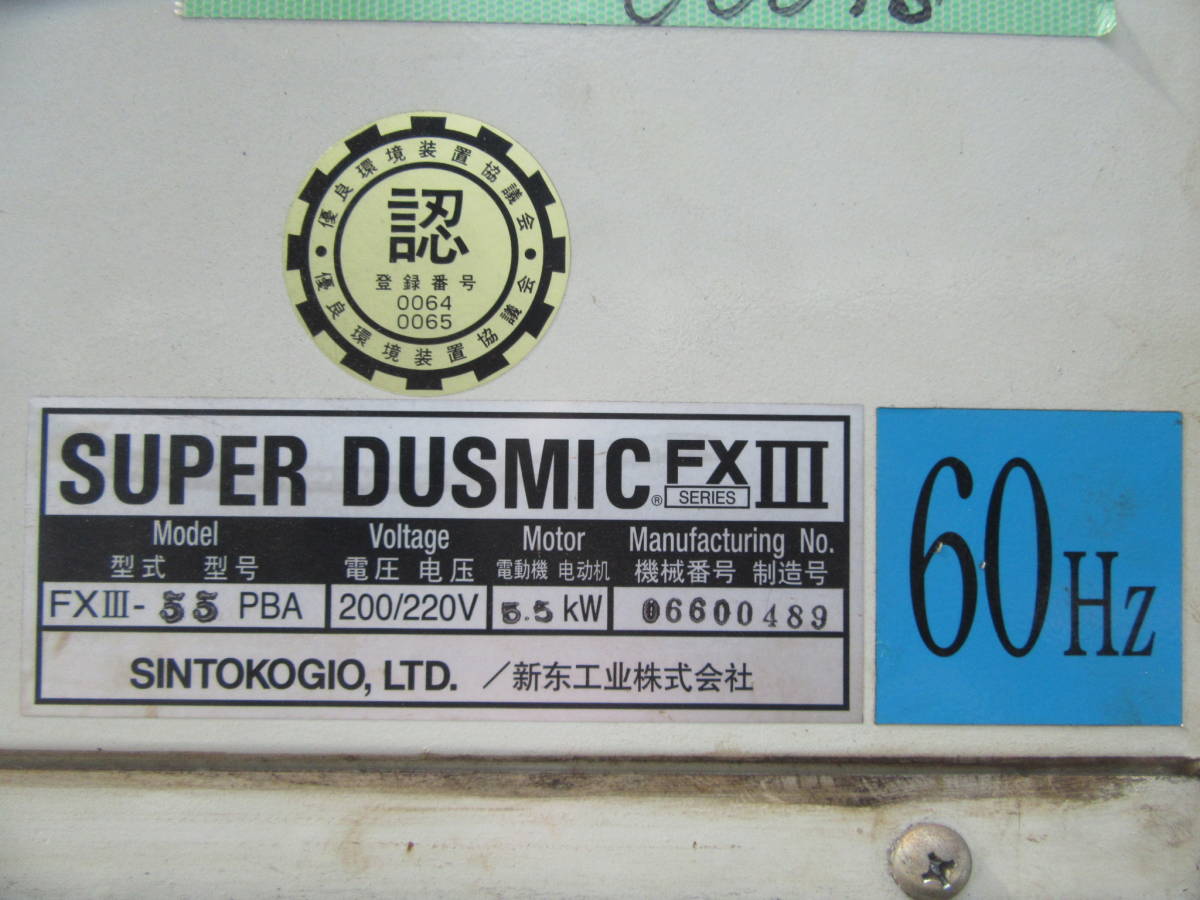 優良環境装置協議会
認
登録番号
0064
0065
優良環境装置協議会
SUPER DUSMIC® FX SERIES III
Model Voltage Motor Manufacturing No.
型式 型号 電圧 电压 電動機 电动机 機械番号 制造号
FXIII-55 PBA 200/220V 5.5 kW 06600489
SINTOKOGIO, LTD. /新东工业株式会社
60Hz